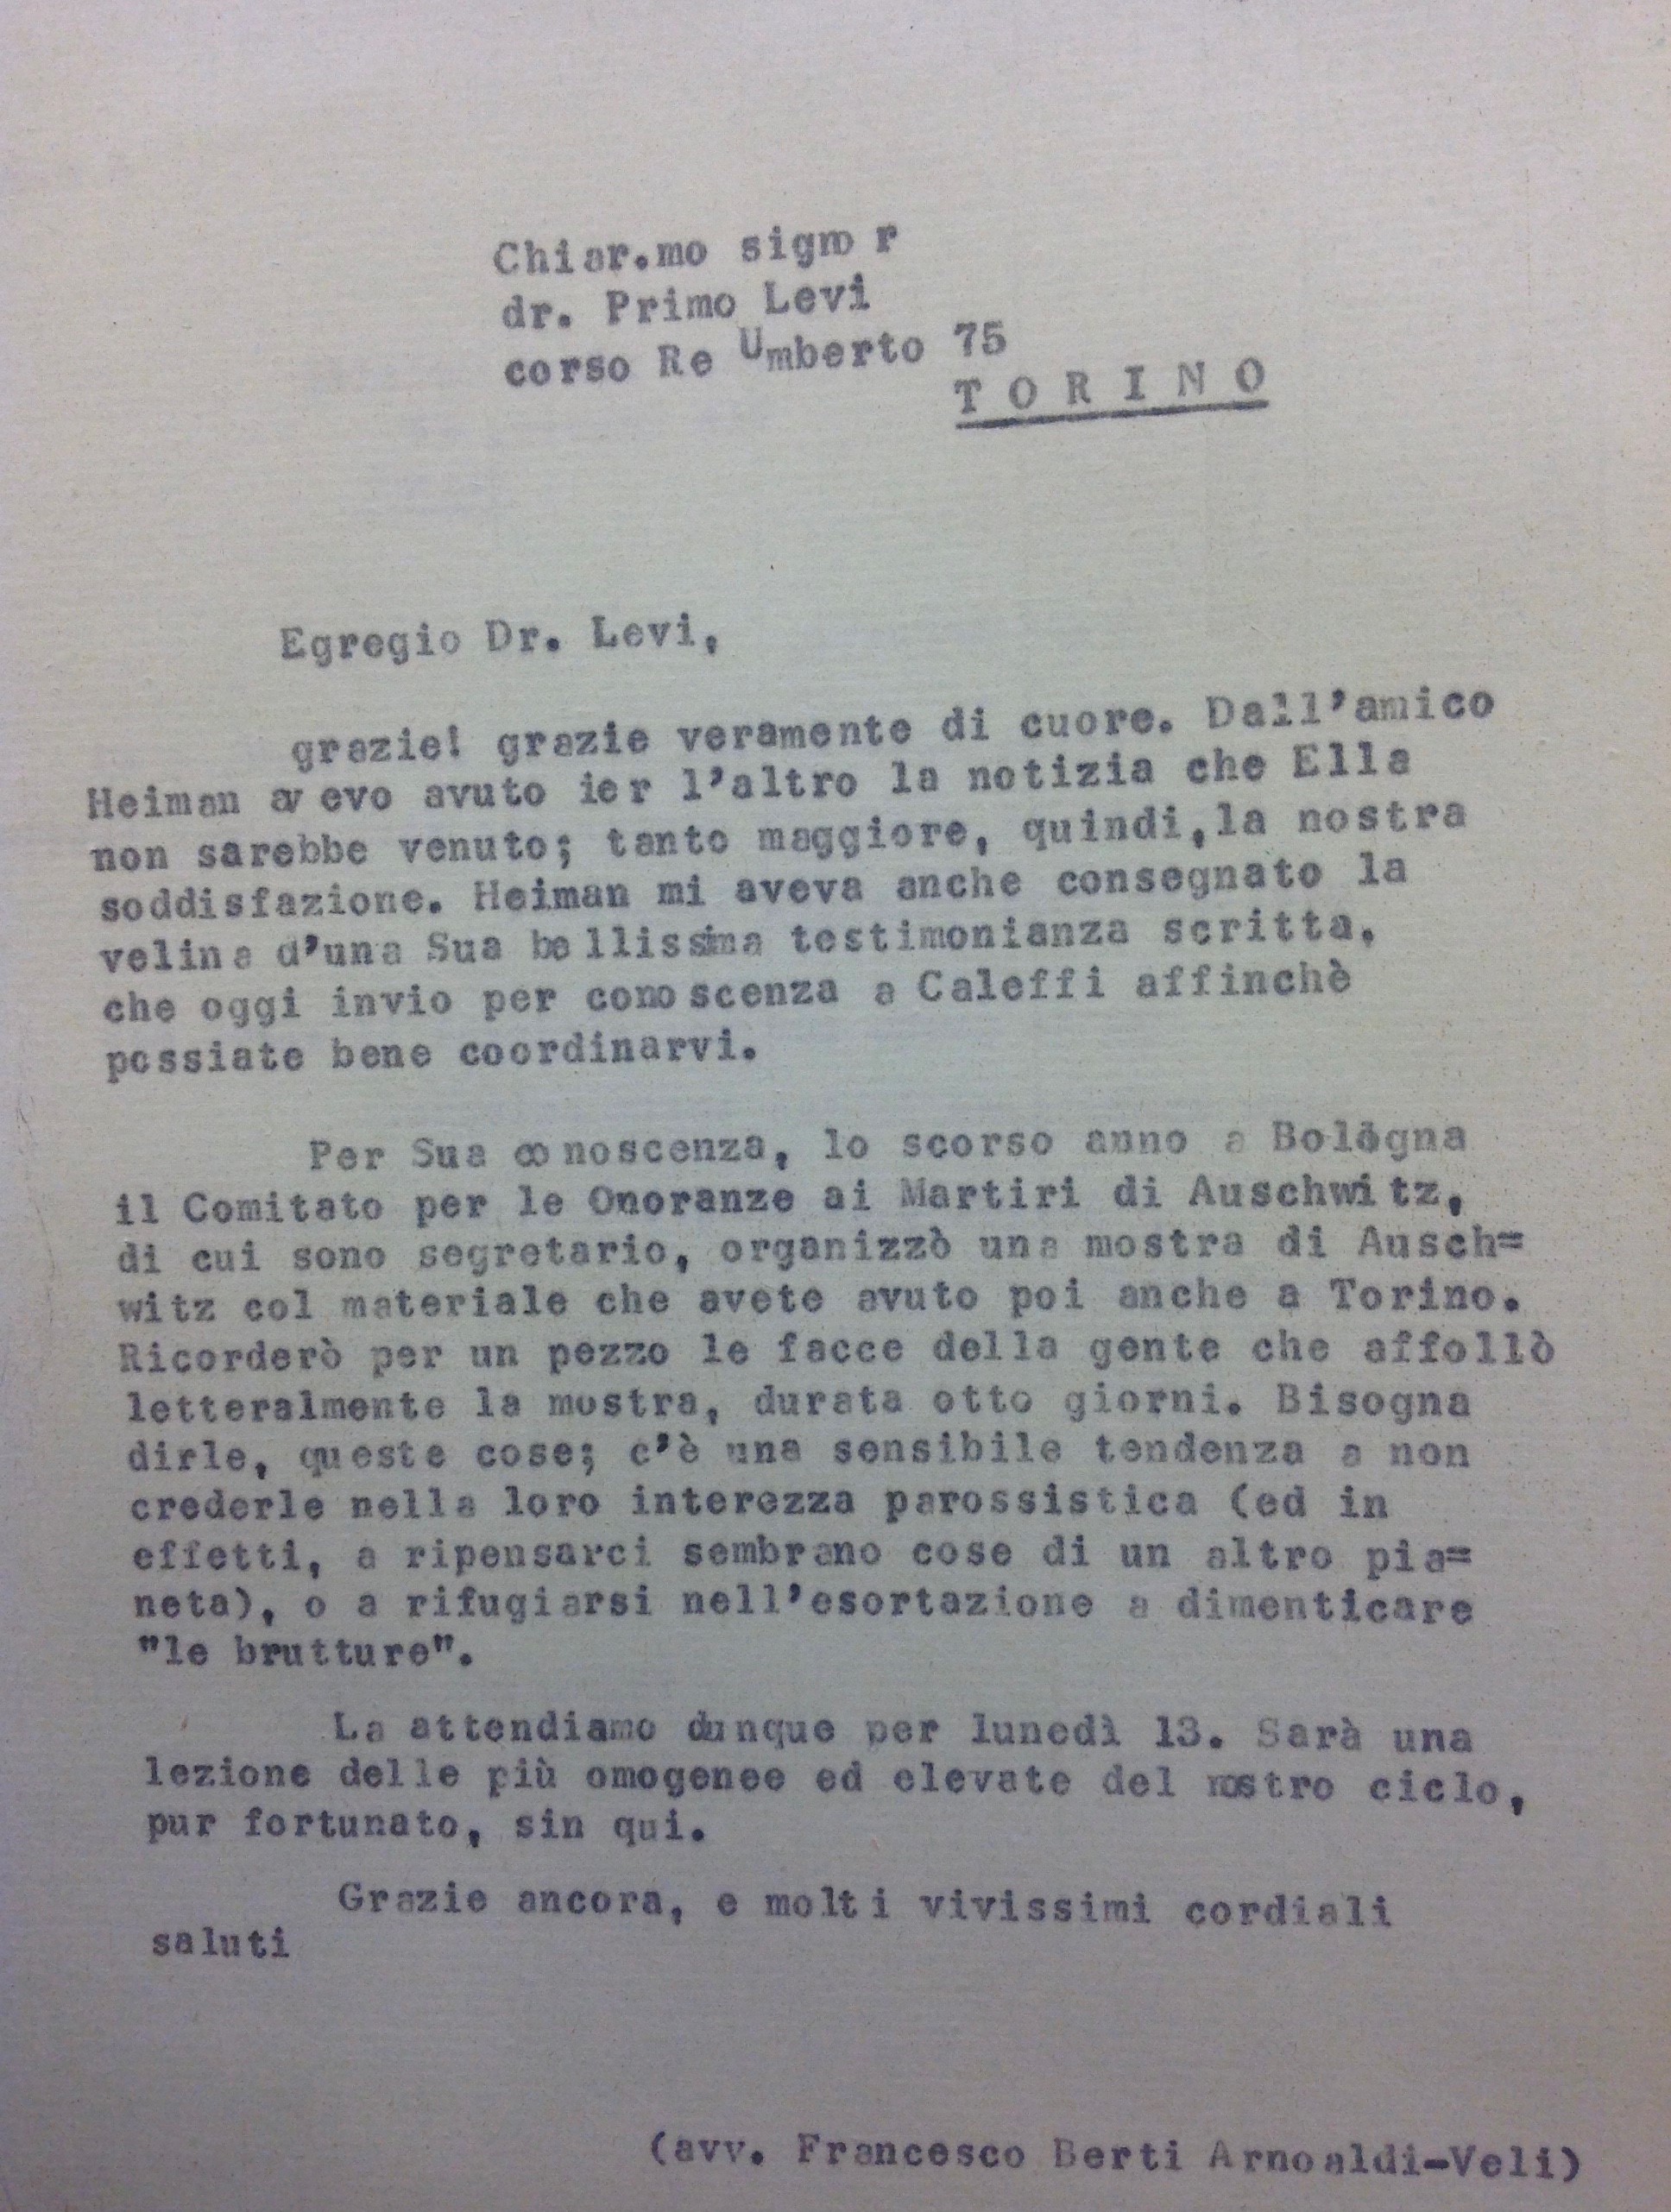 Chiar.mo signor
dr. Primo Levi
corso Re Umberto 75
T O R I N O
Egregio Dr. Levi,
grazie! grazie veramente di cuore. Dall'amico
Heiman avevo avuto ier l'altro la notizia che Ella
non sarebbe venuto; tanto maggiore, quindi, la nostra
soddisfazione. Heiman mi aveva anche consegnato la
velina d'una Sua bellissima testimonianza scritta,
che oggi invio per conoscenza a Caleffi affinchè
possiate bene coordinarvi.
Per Sua conoscenza, lo scorso anno a Bologna
il Comitato per le Onoranze ai Martiri di Auschwitz,
di cui sono segretario, organizzò una mostra di Ausch=
witz col materiale che avete avuto poi anche a Torino.
Ricorderò per un pezzo le facce della gente che affollò
letteralmente la mostra, durata otto giorni. Bisogna
dirle, queste cose; c'è una sensibile tendenza a non
crederle nella loro interezza parossistica (ed in
effetti, a ripensarci sembrano cose di un altro pia=
neta), o a rifugiarsi nell'esortazione a dimenticare
"le brutture".
La attendiamo dunque per lunedì 13. Sarà una
lezione delle più omogenee ed elevate del nostro ciclo,
pur fortunato, sin qui.
Grazie ancora, e molti vivissimi cordiali
saluti
(avv. Francesco Berti Arnoaldi-Veli)